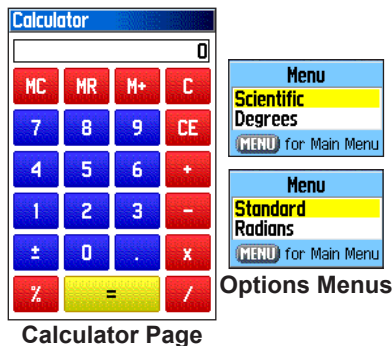 Calculator
0
MC MR M+ C
7 8 9 CE
4 5 6 +
1 2 3 -
± 0 . x
% = /
Calculator Page
Menu
Scientific
Degrees
MENU for Main Menu
Menu
Standard
Radians
MENU for Main Menu
Options Menus